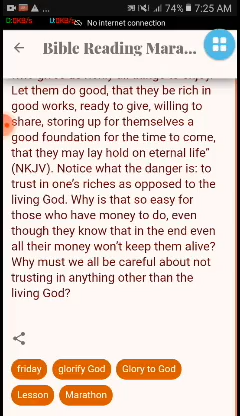 74% 7:25 AM
0:0KB/s U:0KB/s No internet connection
Bible Reading Mara...
Let them do good, that they be rich in
good works, ready to give, willing to
share, storing up for themselves a
good foundation for the time to come,
that they may lay hold on eternal life”
(NKJV). Notice what the danger is: to
trust in one’s riches as opposed to the
living God. Why is that so easy for
those who have money to do, even
though they know that in the end even
all their money won’t keep them alive?
Why must we all be careful about not
trusting in anything other than the
living God?
friday glorify God Glory to God
Lesson Marathon